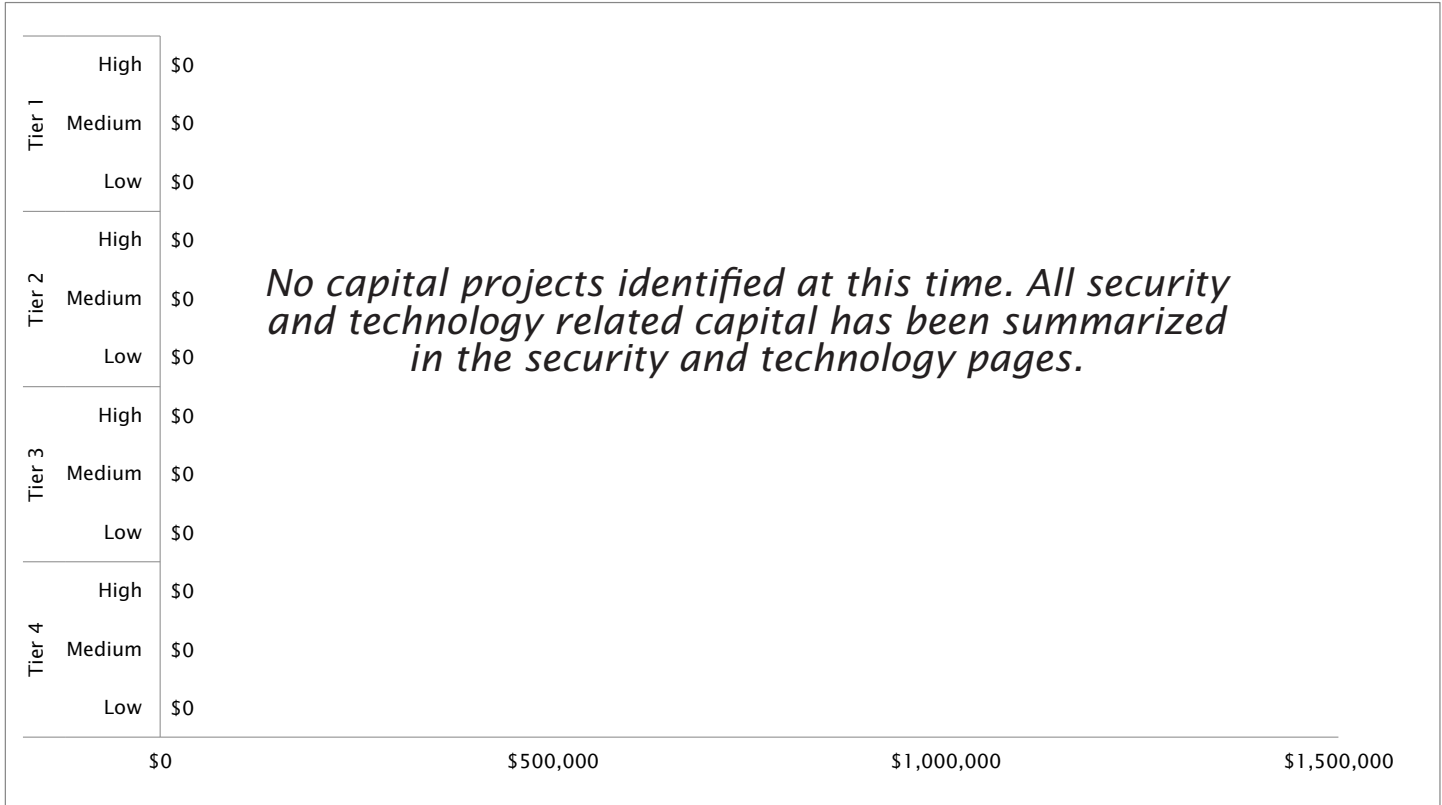 Tier 1
High $0
Medium $0
Low $0
Tier 2
High $0
Medium $0
Low $0
Tier 3
High $0
Medium $0
Low $0
Tier 4
High $0
Medium $0
Low $0
No capital projects identified at this time. All security
and technology related capital has been summarized
in the security and technology pages.
$0 $500,000 $1,000,000 $1,500,000